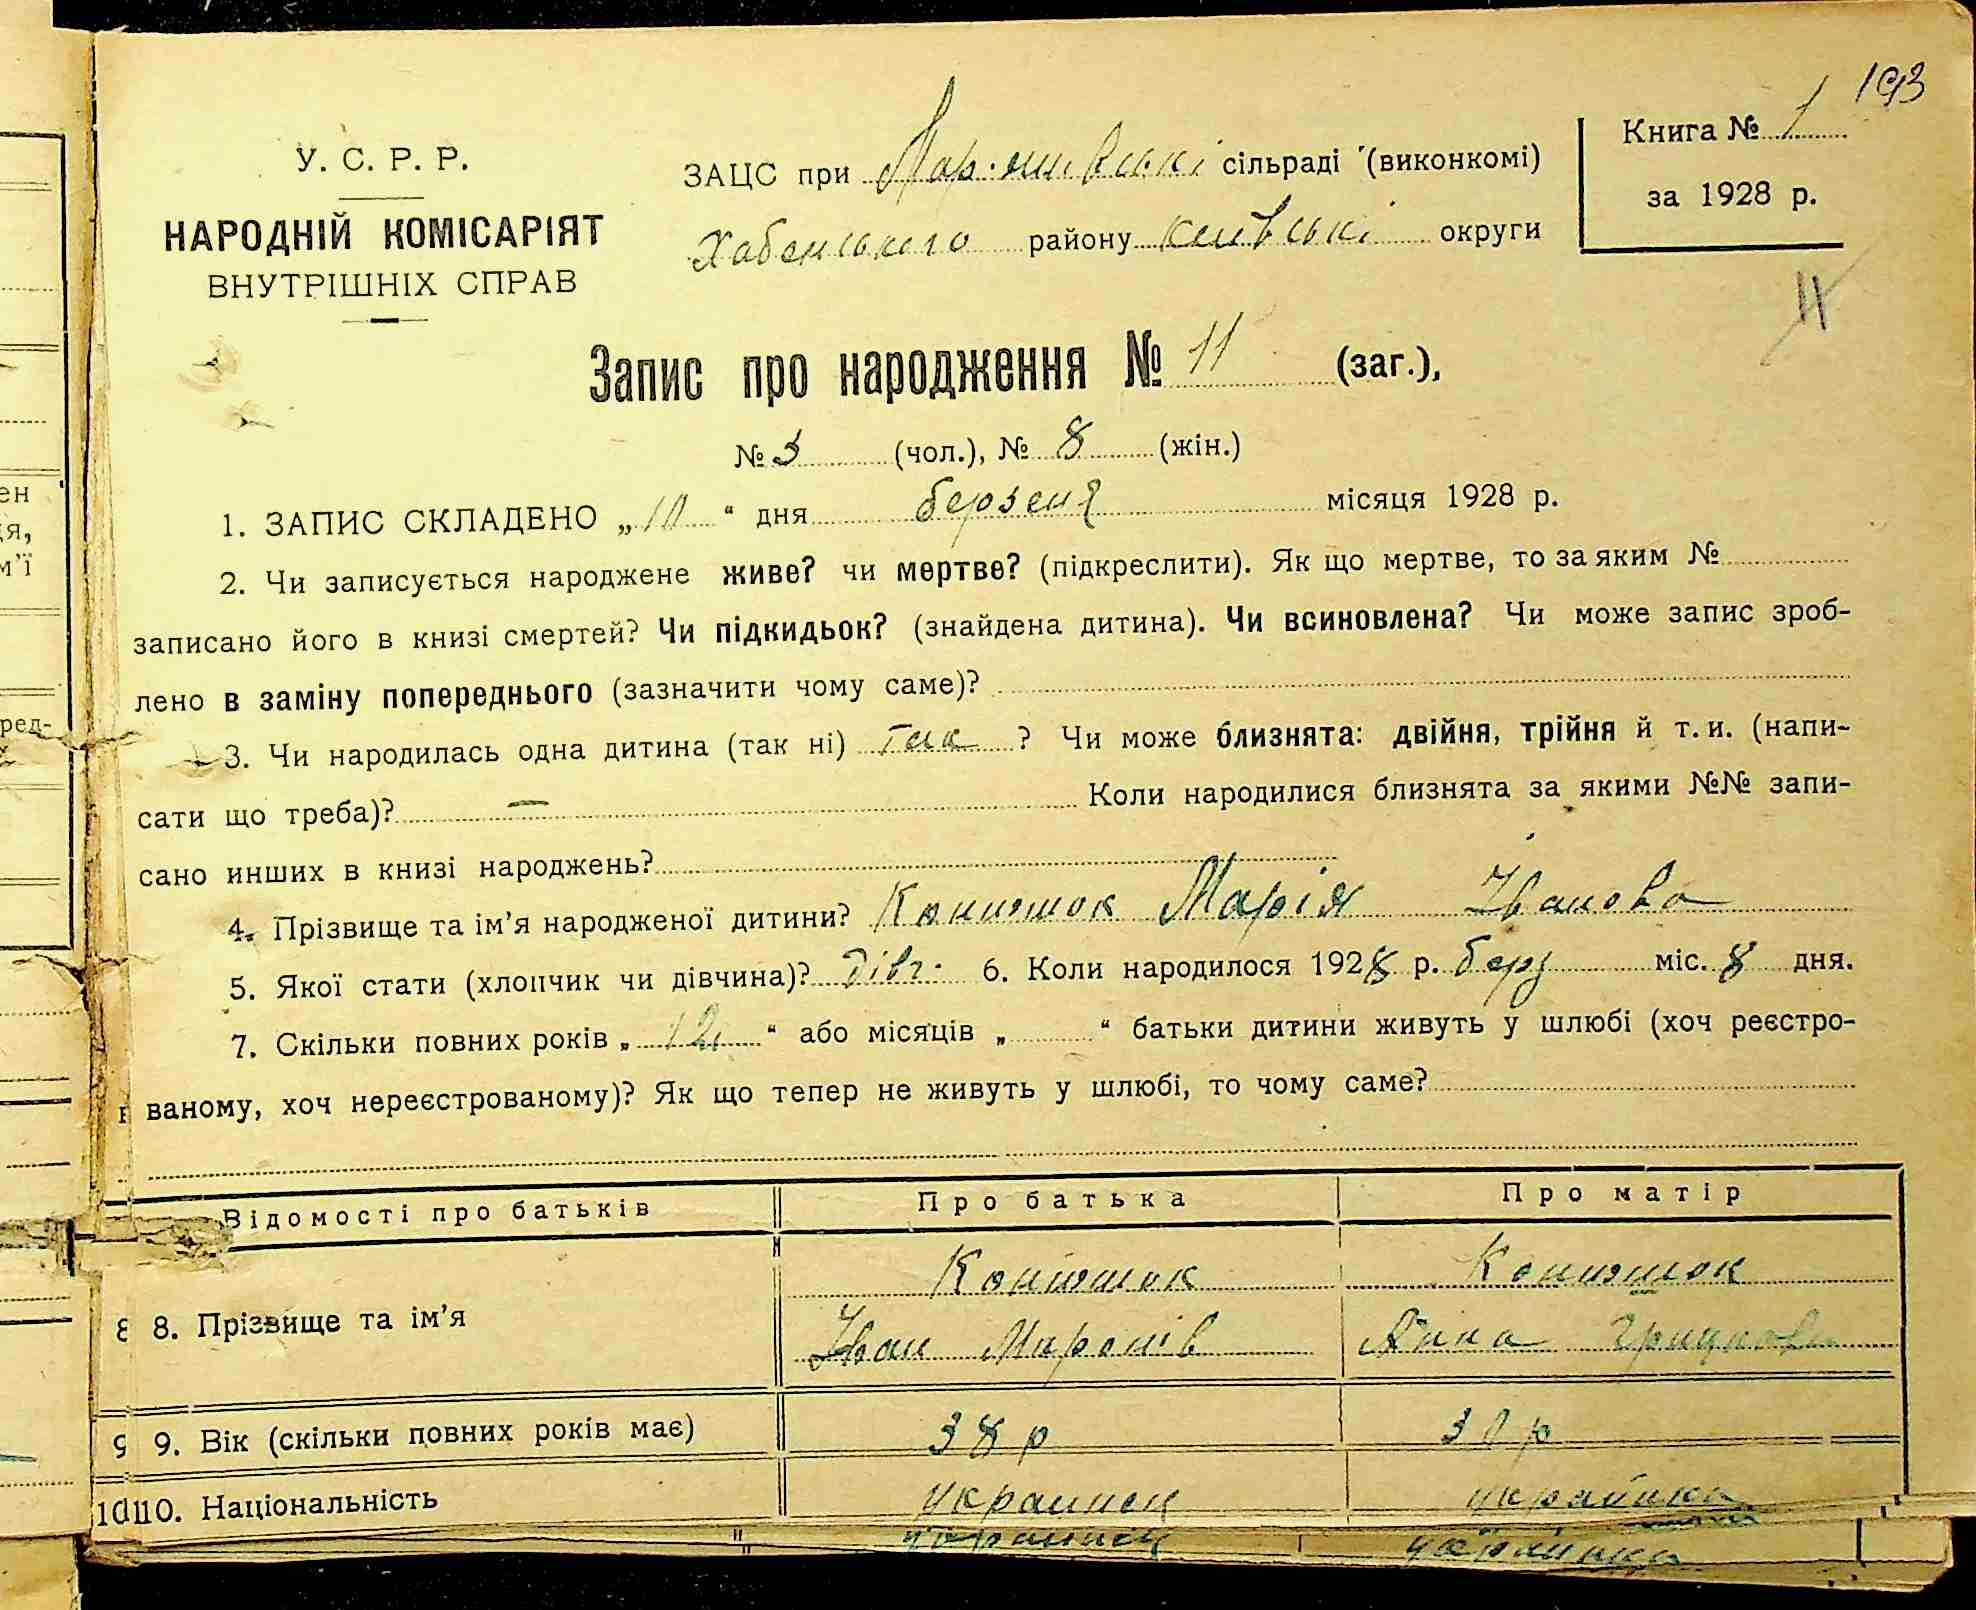 193
У. С. Р. Р.
НАРОДНІЙ КОМІСАРІЯТ
ВНУТРІШНІХ СПРАВ
ЗАЦС при сільраді (виконкомі)
Хабенського району київські округи
Книга № 1
за 1928 р.
11
Запис про народження № 11 (заг.),
№ 3 (чол.), № 8 (жін.)
1. ЗАПИС СКЛАДЕНО „10“ дня березня місяця 1928 р.
2. Чи записується народжене живе? чи мертве? (підкреслити). Як що мертве, то за яким №
записано його в книзі смертей? Чи підкидьок? (знайдена дитина). Чи всиновлена? Чи може запис зроб-
лено в заміну попереднього (зазначити чому саме)?
3. Чи народилась одна дитина (так ні) так ? Чи може близнята: двійня, трійня й т. и. (напи-
сати що треба)? — Коли народилися близнята за якими №№ запи-
сано инших в книзі народжень?
4. Прізвище та ім’я народженої дитини? Конишок Марія Іванова
5. Якої стати (хлопчик чи дівчина)? дівч. 6. Коли народилося 1928 р. берз міс. 8 дня.
7. Скільки повних років „12“ або місяців „ “ батьки дитини живуть у шлюбі (хоч реєстро-
ваному, хоч нереєстрованому)? Як що тепер не живуть у шлюбі, то чому саме?
Відомості про батьків Про батька Про матір
8. Прізвище та ім’я
Конишок Конишок
Іван Миронів Анна
9. Вік (скільки повних років має) 38 р 30 р
10. Національність украинец украйнка